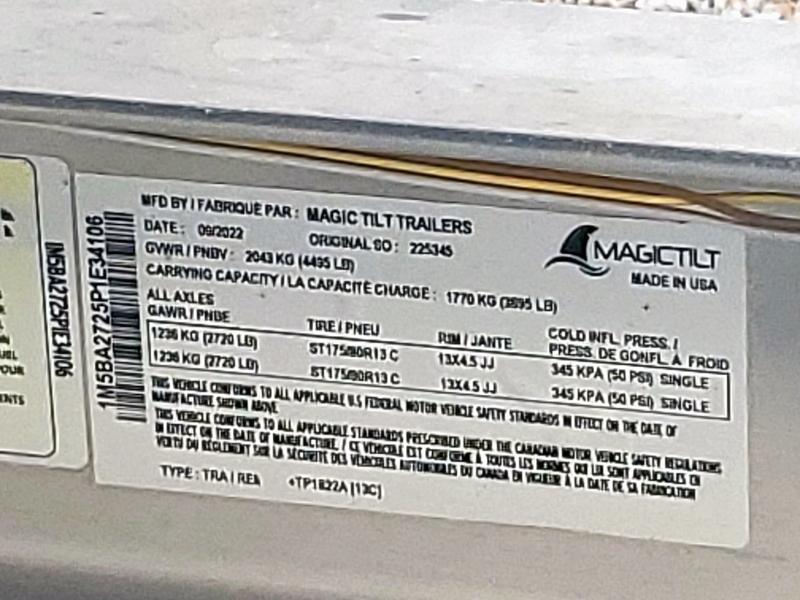 MFD BY / FABRIQUE PAR : MAGIC TILT TRAILERS
DATE : 09/2022 ORIGINAL SO : 225345
GVWR / PNBV : 2043 KG (4495 LB)
CARRYING CAPACITY / LA CAPACITÉ CHARGE : 1770 KG (3895 LB)
MAGICTILT
MADE IN USA
ALL AXLES
GAWR / PNBE TIRE / PNEU RIM / JANTE COLD INFL. PRESS. /
PRESS. DE GONFL. A FROID
1236 KG (2720 LB) ST175/80R13 C 13X4.5 JJ 345 KPA (50 PSI) SINGLE
1236 KG (2720 LB) ST175/80R13 C 13X4.5 JJ 345 KPA (50 PSI) SINGLE
THIS VEHICLE CONFORMS TO ALL APPLICABLE U.S FEDERAL MOTOR VEHICLE SAFETY STANDARDS IN EFFECT ON THE DATE OF
MANUFACTURE SHOWN ABOVE
THIS VEHICLE CONFORMS TO ALL APPLICABLE STANDARDS PRESCRIBED UNDER THE CANADIAN MOTOR VEHICLE SAFETY REGULATIONS
IN EFFECT ON THE DATE OF MANUFACTURE. / CE VÉHICULE EST CONFORME À TOUTES LES NORMES QUI LUI SONT APPLICABLES EN
VERTU DU RÈGLEMENT SUR LA SÉCURITÉ DES VÉHICULES AUTOMOBILES DU CANADA EN VIGUEUR À LA DATE DE SA FABRICATION
TYPE : TRA / REM +TP1822A [13C]
1M5BA2725P1E34106
1M5BA2725P1E34106
UEL
POUR
ENTS